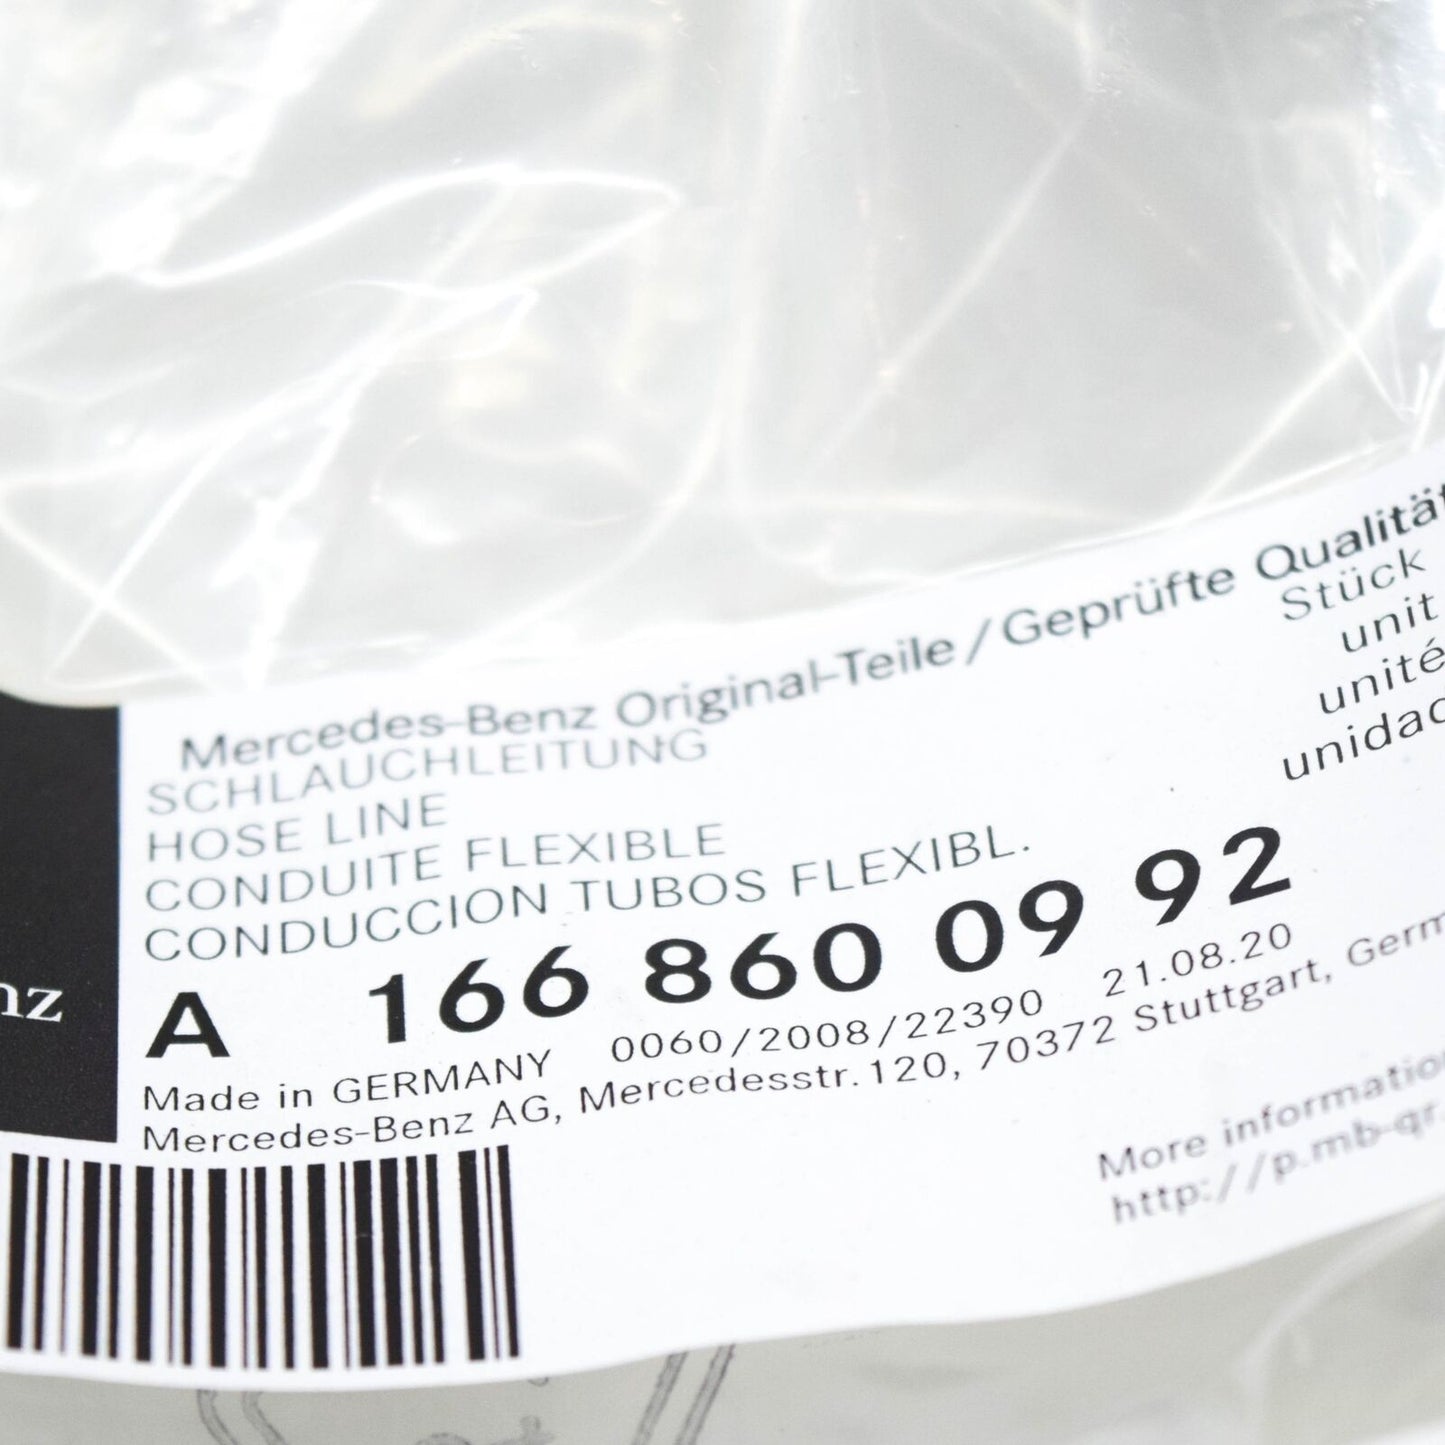 Mercedes-Benz Original-Teile / Geprüfte Qualität
Stück
unit
unité
SCHLAUCHLEITUNG
HOSE LINE
CONDUITE FLEXIBLE
CONDUCCION TUBOS FLEXIBL.
A 166 860 09 92
Made in GERMANY 0060/2008/22390 21.08.20
Mercedes-Benz AG, Mercedesstr. 120, 70372 Stuttgart,
More
http://p.mb-qr.